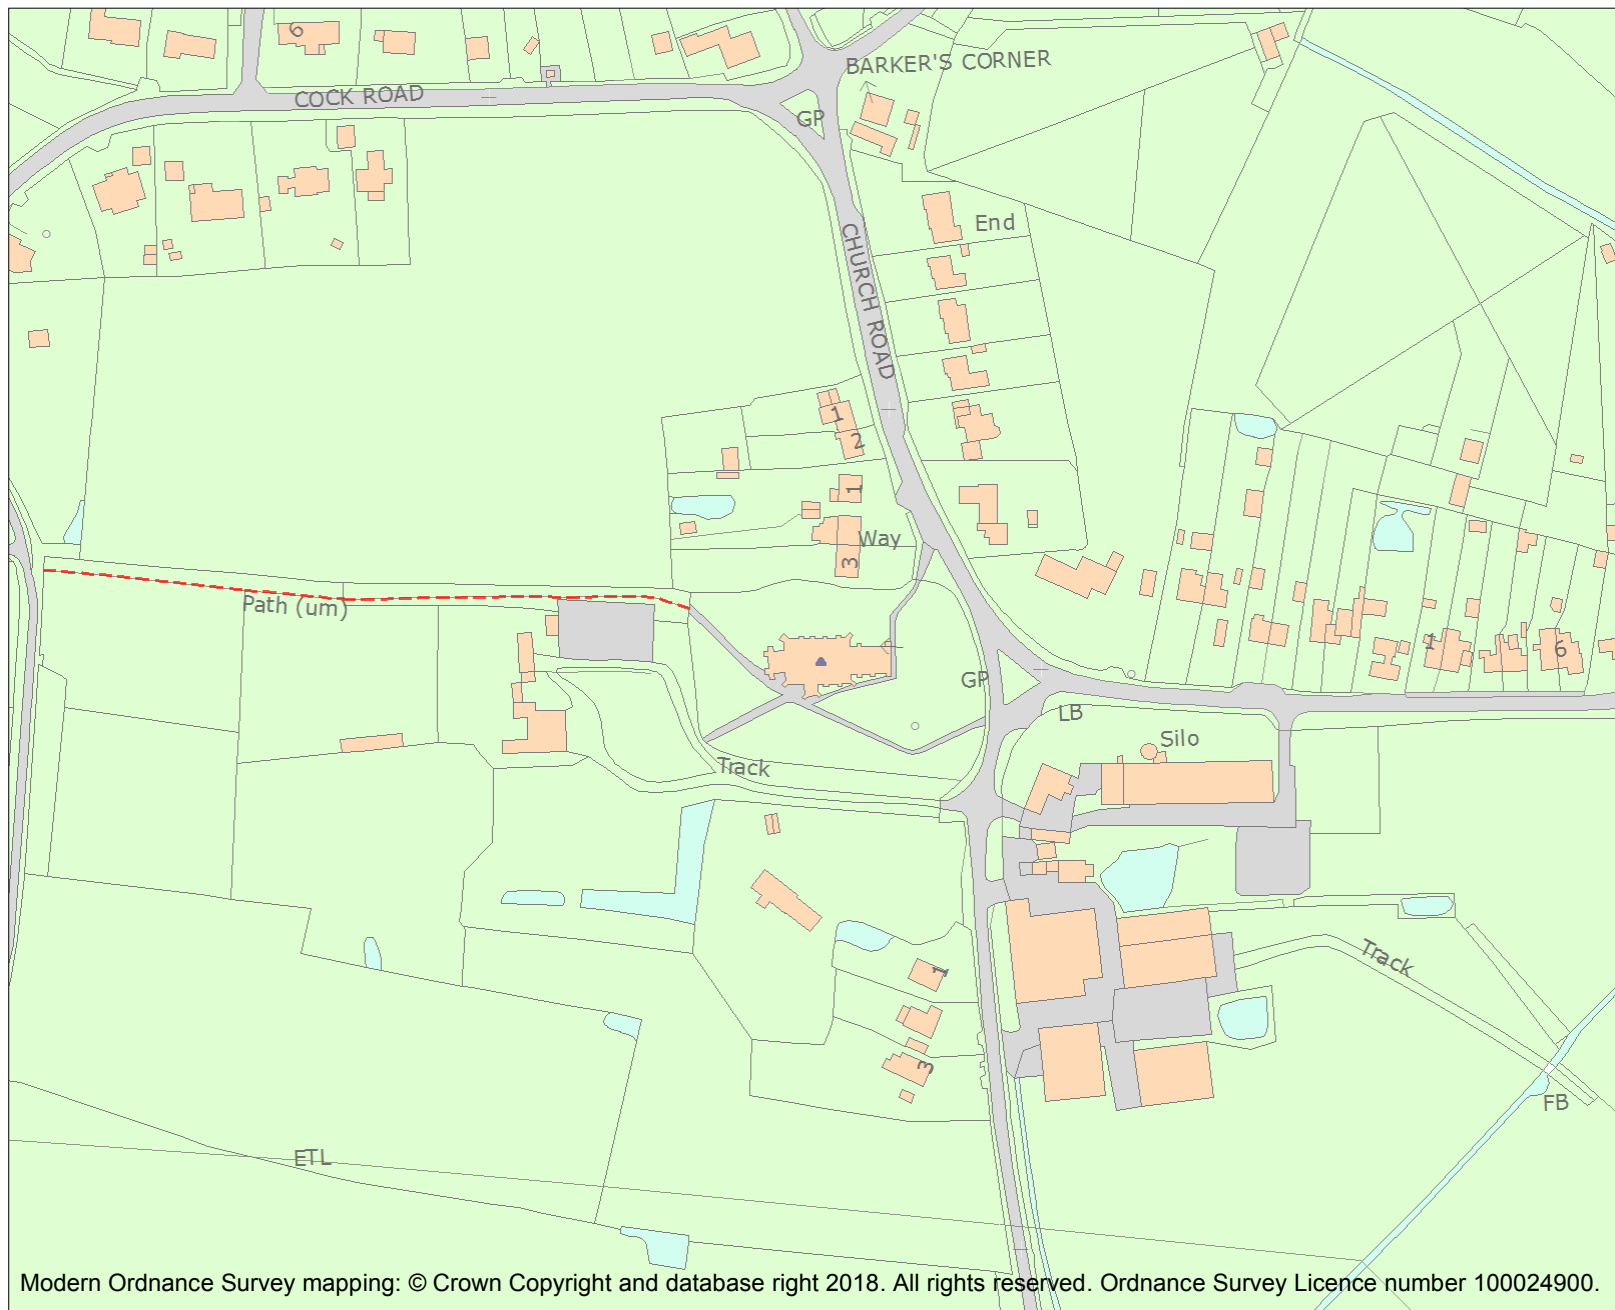 6
BARKER'S CORNER
COCK ROAD
GP
End
CHURCH ROAD
1
2
1
Way
3
Path (um)
1
6
GP
LB
Silo
Track
1
Track
3
FB
ETL
Modern Ordnance Survey mapping: © Crown Copyright and database right 2018. All rights reserved. Ordnance Survey Licence number 100024900.